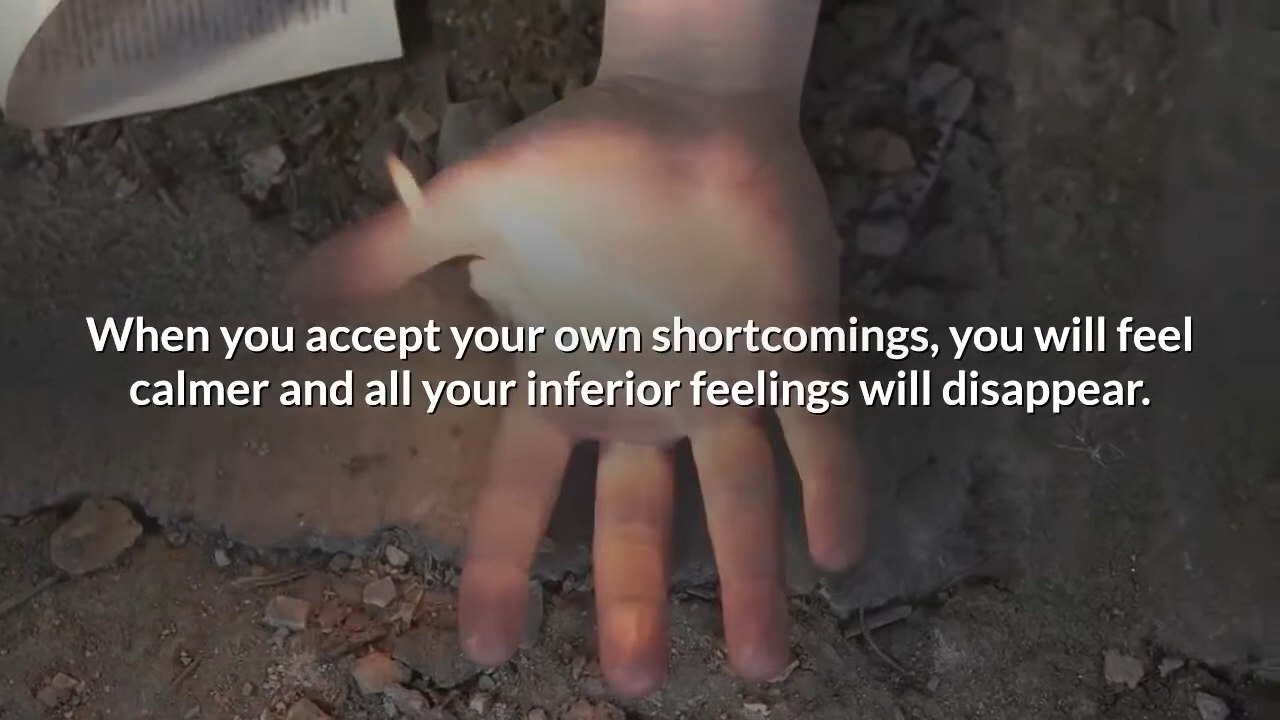 When you accept your own shortcomings, you will feel
calmer and all your inferior feelings will disappear.